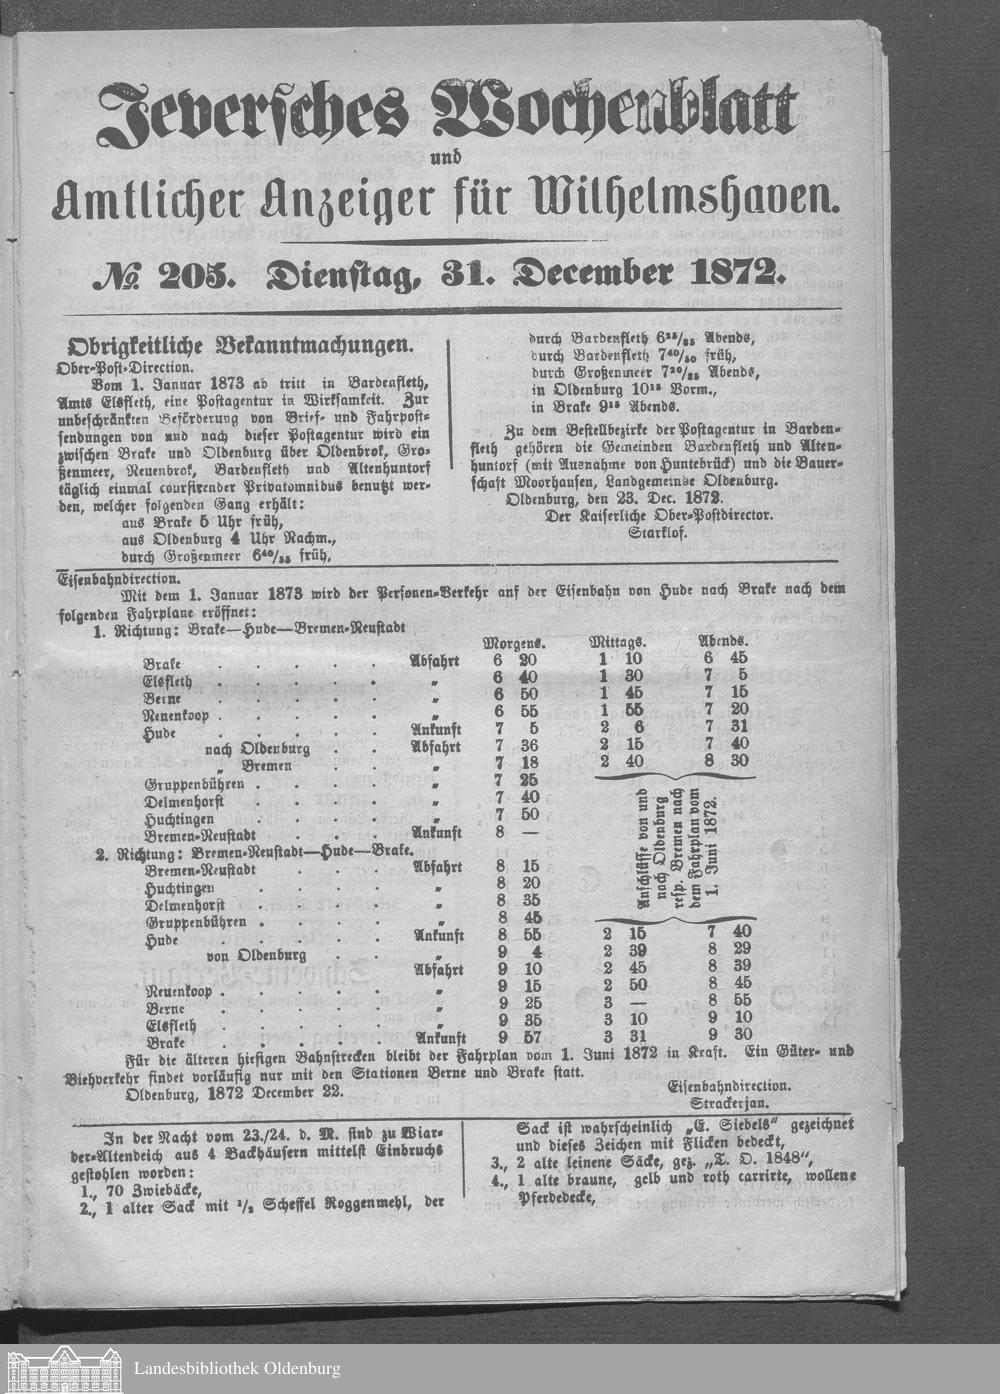 Jeversches Wochenblatt
und
Amtlicher Anzeiger für Wilhelmshaven.
№ 205. Dienstag, 31. December 1872.
Obrigkeitliche Bekanntmachungen.
Ober-Post-Direction.
Vom 1. Januar 1873 ab tritt in Bardenfleth,
Amts Elsfleth, eine Postagentur in Wirksamkeit. Zur
unbeschränkten Beförderung von Brief- und Fahrpost-
sendungen von und nach dieser Postagentur wird ein
zwischen Brake und Oldenburg über Oldenbrok, Gro-
ßenmeer, Neuenbrok, Bardenfleth und Altenhuntorf
täglich einmal coursirender Privatomnibus benutzt wer-
den, welcher folgenden Gang erhält:
aus Brake 5 Uhr früh,
aus Oldenburg 4 Uhr Nachm.,
durch Großenmeer 6⁴⁰/₅₅ früh,
durch Bardenfleth 6²⁵/₃₅ Abends,
durch Bardenfleth 7⁴⁰/₅₀ früh,
durch Großenmeer 7²⁰/₃₅ Abends,
in Oldenburg 10¹⁵ Vorm.,
in Brake 9¹⁵ Abends.
Zu dem Bestellbezirke der Postagentur in Barden-
fleth gehören die Gemeinden Bardenfleth und Alten-
huntorf (mit Ausnahme von Huntebrück) und die Bauer-
schaft Moorhausen, Landgemeinde Oldenburg.
Oldenburg, den 23. Dec. 1872.
Der Kaiserliche Ober-Postdirector.
Starklof.
Eisenbahndirection.
Mit dem 1. Januar 1873 wird der Personen-Verkehr auf der Eisenbahn von Hude nach Brake nach dem
folgenden Fahrplane eröffnet:
1. Richtung: Brake—Hude—Bremen-Neustadt
Morgens. Mittags. Abends.
Brake . . . . . Abfahrt 6 20 1 10 6 45
Elsfleth . . . . . „ 6 40 1 30 7 5
Berne . . . . . „ 6 50 1 45 7 15
Neuenkoop . . . . . „ 6 55 1 55 7 20
Hude . . . . . Ankunft 7 5 2 6 7 31
nach Oldenburg . . Abfahrt 7 36 2 15 7 40
„ Bremen . . „ 7 18 2 40 8 30
Gruppenbühren . . . . „ 7 25
Delmenhorst . . . . „ 7 40
Huchtingen . . . . „ 7 50
Bremen-Neustadt . . . Ankunft 8 —
2. Richtung: Bremen-Neustadt—Hude—Brake.
Bremen-Neustadt . . . Abfahrt 8 15
Huchtingen . . . . „ 8 20
Delmenhorst . . . . „ 8 35
Gruppenbühren . . . . „ 8 45
Anschlüsse von und
nach Oldenburg
resp. Bremen nach
dem Fahrplan vom
1. Juni 1872.
Hude . . . . . Ankunft 8 55 2 15 7 40
von Oldenburg . . „ 9 4 2 39 8 29
Abfahrt 9 10 2 45 8 39
Neuenkoop . . . . . „ 9 15 2 50 8 45
Berne . . . . . „ 9 25 3 — 8 55
Elsfleth . . . . . „ 9 35 3 10 9 10
Brake . . . . . Ankunft 9 57 3 31 9 30
Für die älteren hiesigen Bahnstrecken bleibt der Fahrplan vom 1. Juni 1872 in Kraft. Ein Güter- und
Viehverkehr findet vorläufig nur mit den Stationen Berne und Brake statt.
Oldenburg, 1872 December 22.
Eisenbahndirection.
Strackerjan.
In der Nacht vom 23./24. d. M. sind zu Wiar-
der-Altendeich aus 4 Backhäusern mittelst Einbruchs
gestohlen worden:
1., 70 Zwiebäcke,
2., 1 alter Sack mit ¹/₂ Scheffel Roggenmehl, der
Sack ist wahrscheinlich „E. Siebels“ gezeichnet
und dieses Zeichen mit Flicken bedeckt,
3., 2 alte leinene Säcke, gez. „T. O. 1848“,
4., 1 alte braune, gelb und roth carrirte, wollene
Pferdedecke,
Landesbibliothek Oldenburg